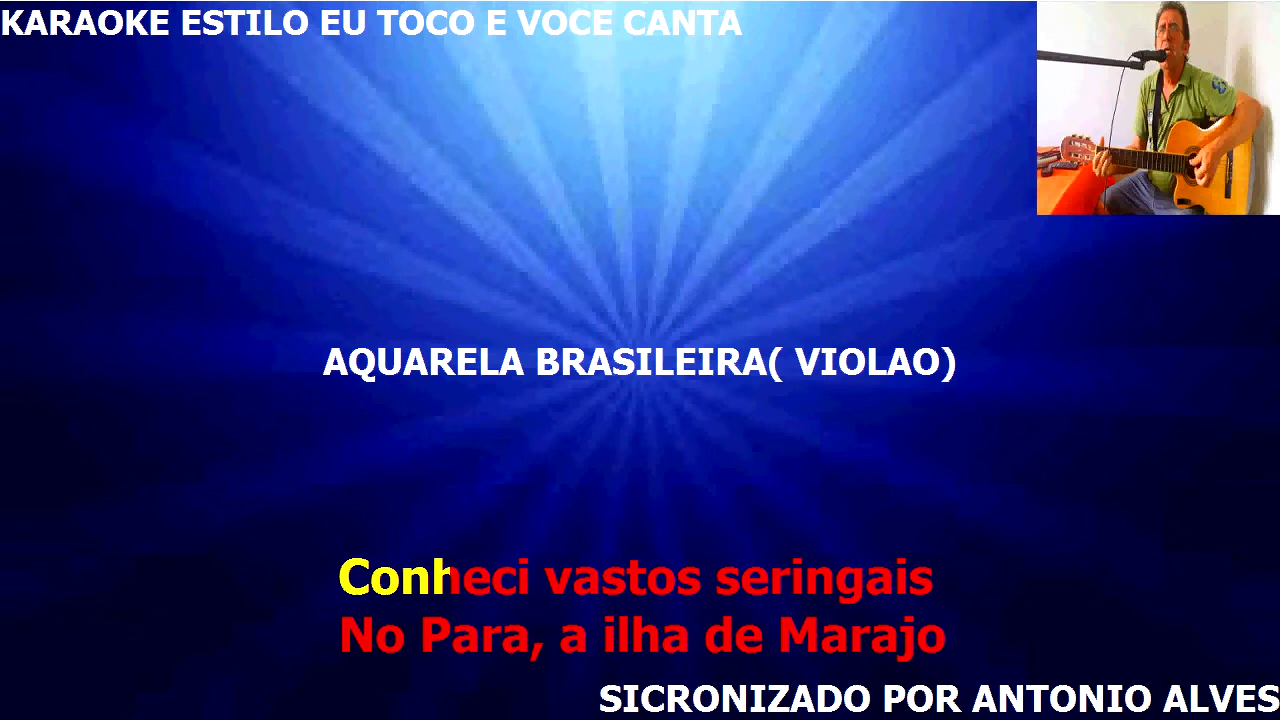 KARAOKE ESTILO EU TOCO E VOCE CANTA
AQUARELA BRASILEIRA( VIOLAO)
Conheci vastos seringais
No Para, a ilha de Marajo
SICRONIZADO POR ANTONIO ALVES